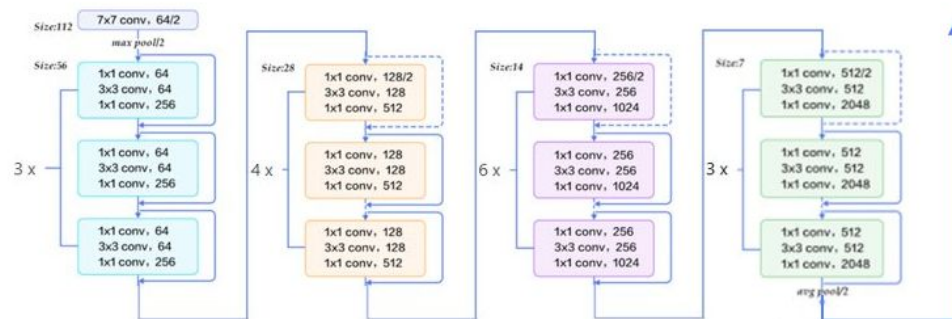 Size:112
7x7 conv, 64/2
max pool/2
Size:56
1x1 conv, 64
3x3 conv, 64
1x1 conv, 256
3 x
1x1 conv, 64
3x3 conv, 64
1x1 conv, 256
1x1 conv, 64
3x3 conv, 64
1x1 conv, 256
Size:28
1x1 conv, 128/2
3x3 conv, 128
1x1 conv, 512
4 x
1x1 conv, 128
3x3 conv, 128
1x1 conv, 512
1x1 conv, 128
3x3 conv, 128
1x1 conv, 512
Size:14
1x1 conv, 256/2
3x3 conv, 256
1x1 conv, 1024
6 x
1x1 conv, 256
3x3 conv, 256
1x1 conv, 1024
1x1 conv, 256
3x3 conv, 256
1x1 conv, 1024
Size:7
1x1 conv, 512/2
3x3 conv, 512
1x1 conv, 2048
3 x
1x1 conv, 512
3x3 conv, 512
1x1 conv, 2048
1x1 conv, 512
3x3 conv, 512
1x1 conv, 2048
avg pool/2